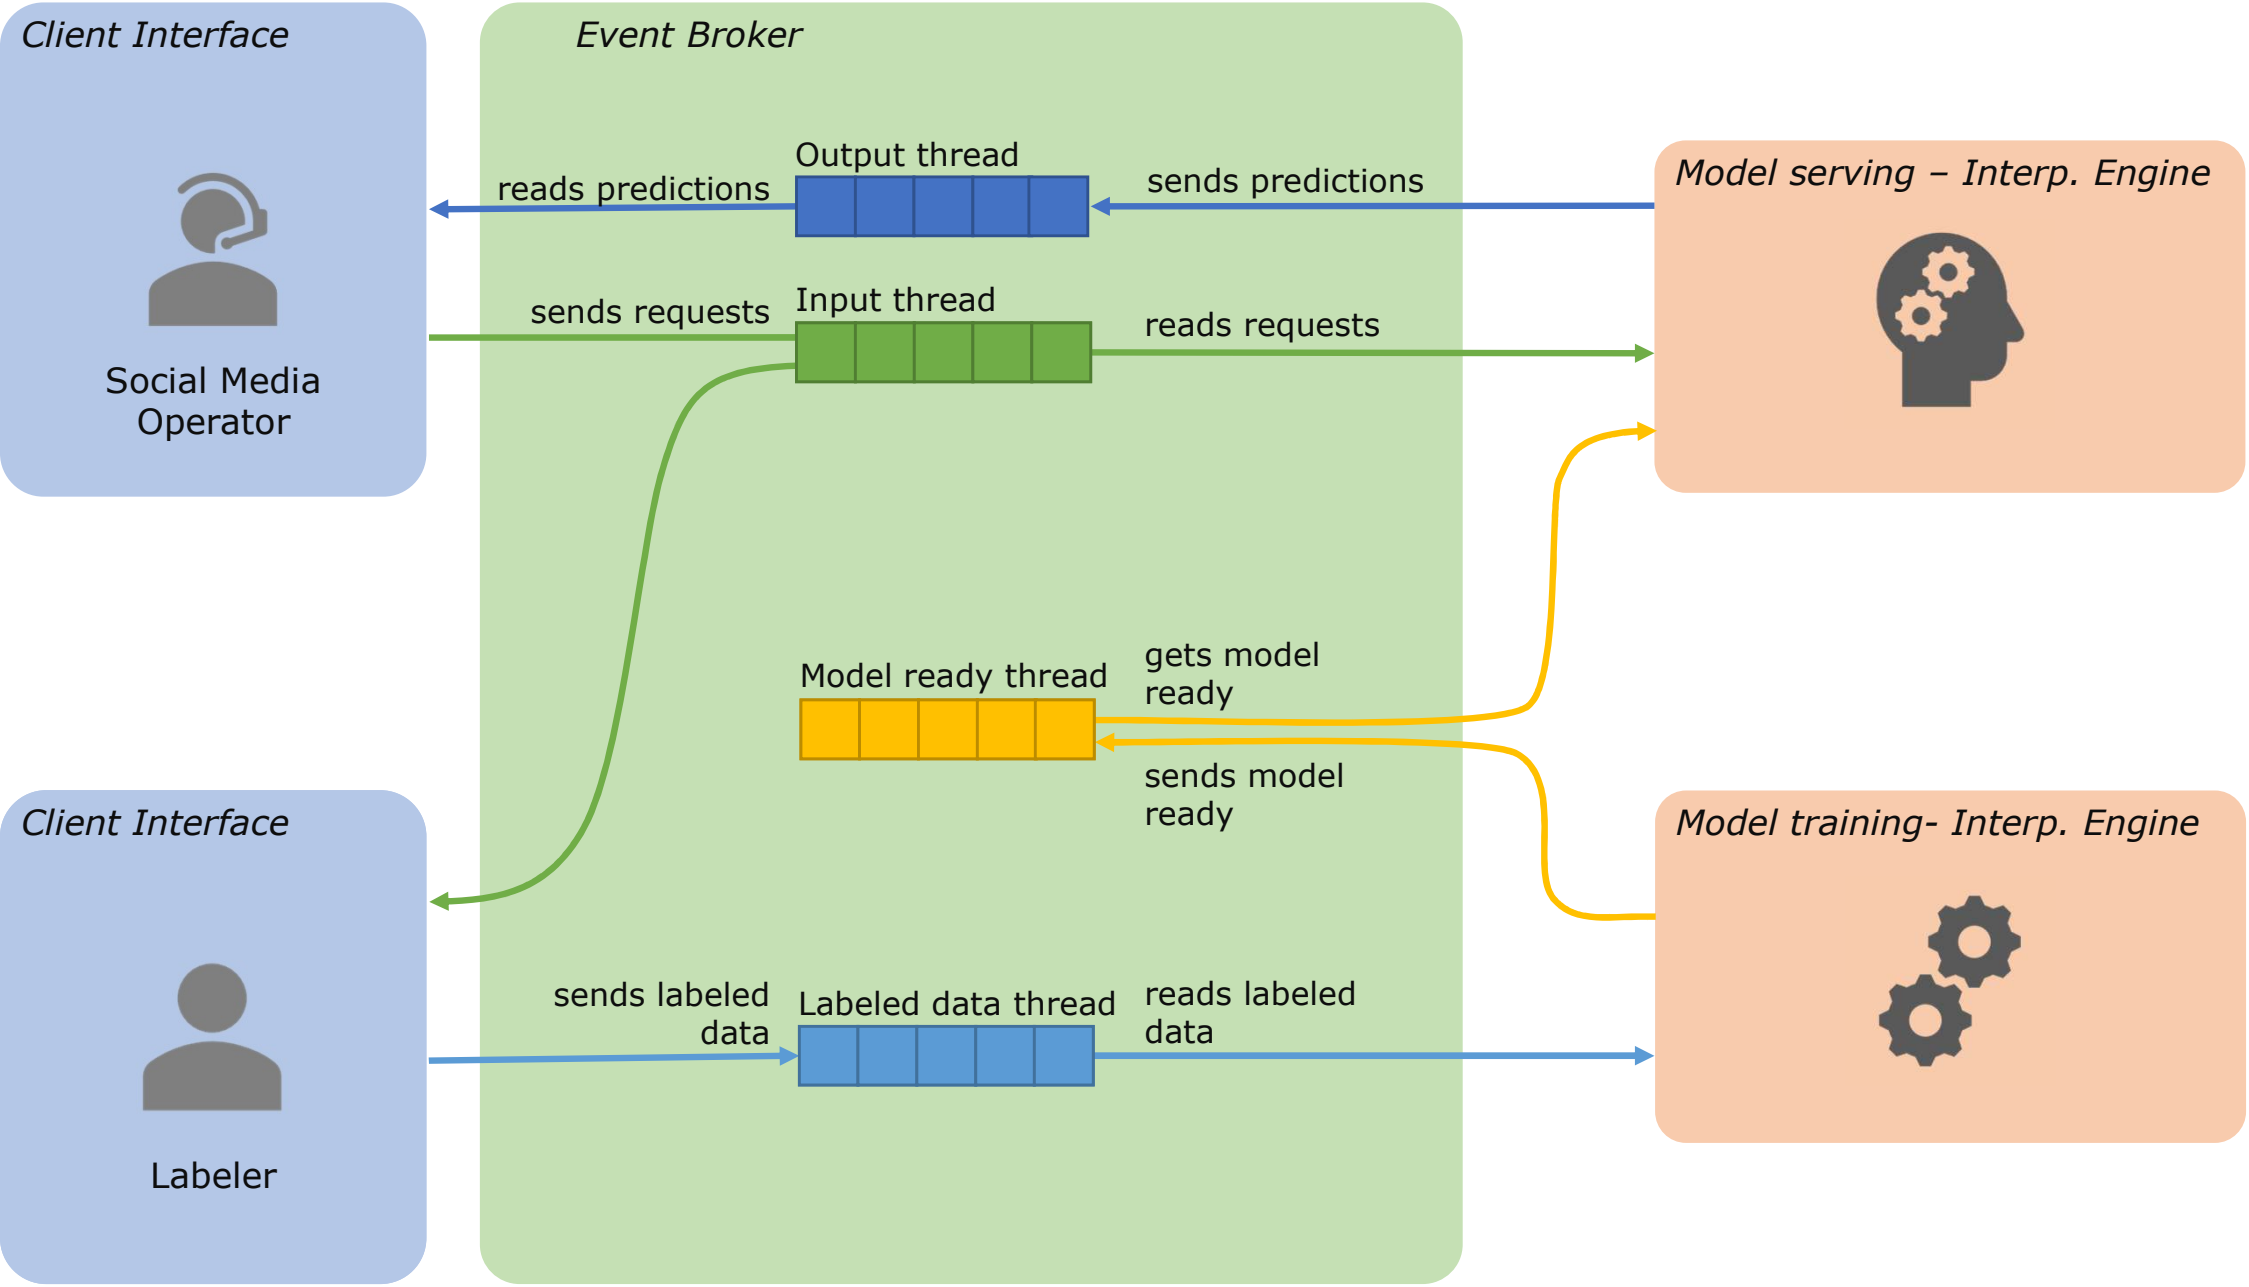 Client Interface
Event Broker
Output thread
reads predictions
sends predictions
Model serving – Interp. Engine
Input thread
sends requests
reads requests
Social Media
Operator
gets model
ready
Model ready thread
sends model
ready
Client Interface
Model training- Interp. Engine
sends labeled
data
Labeled data thread
reads labeled
data
Labeler